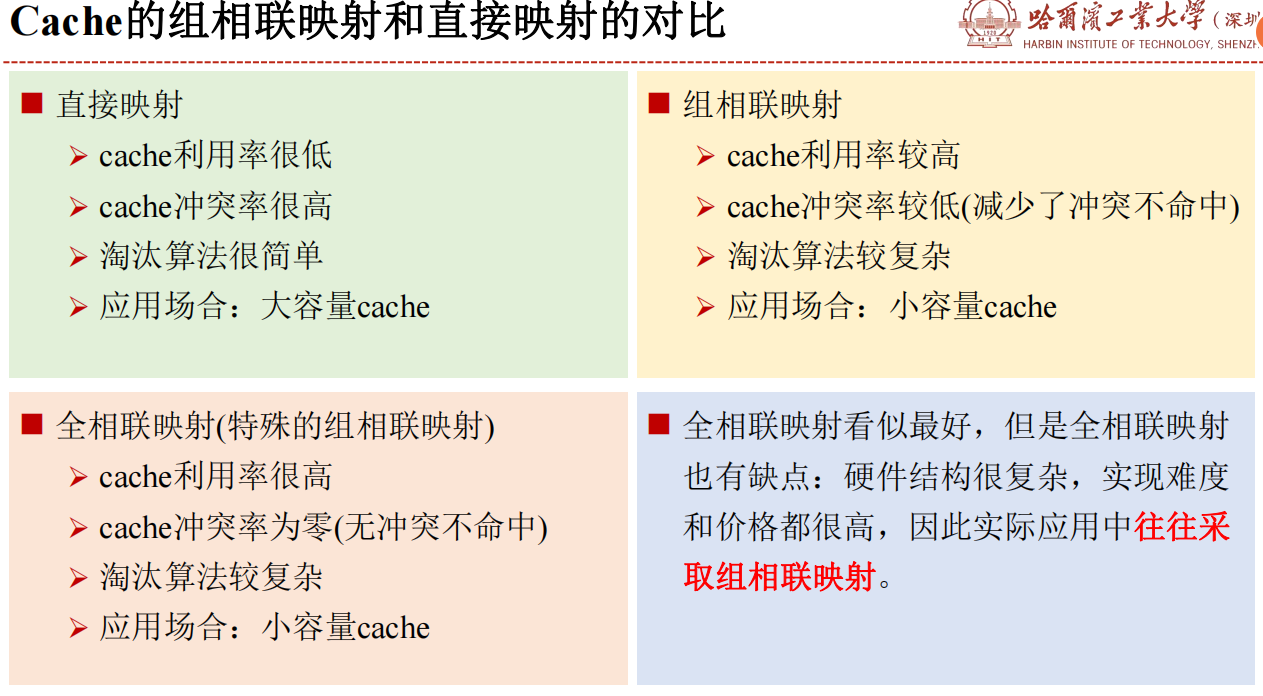 Cache的组相联映射和直接映射的对比
哈爾濱工業大學(深圳
HARBIN INSTITUTE OF TECHNOLOGY, SHENZH
1920
HIT
直接映射
cache利用率很低
cache冲突率很高
淘汰算法很简单
应用场合：大容量cache
组相联映射
cache利用率较高
cache冲突率较低(减少了冲突不命中)
淘汰算法较复杂
应用场合：小容量cache
全相联映射(特殊的组相联映射)
cache利用率很高
cache冲突率为零(无冲突不命中)
淘汰算法较复杂
应用场合：小容量cache
全相联映射看似最好，但是全相联映射
也有缺点：硬件结构很复杂，实现难度
和价格都很高，因此实际应用中往往采
取组相联映射。